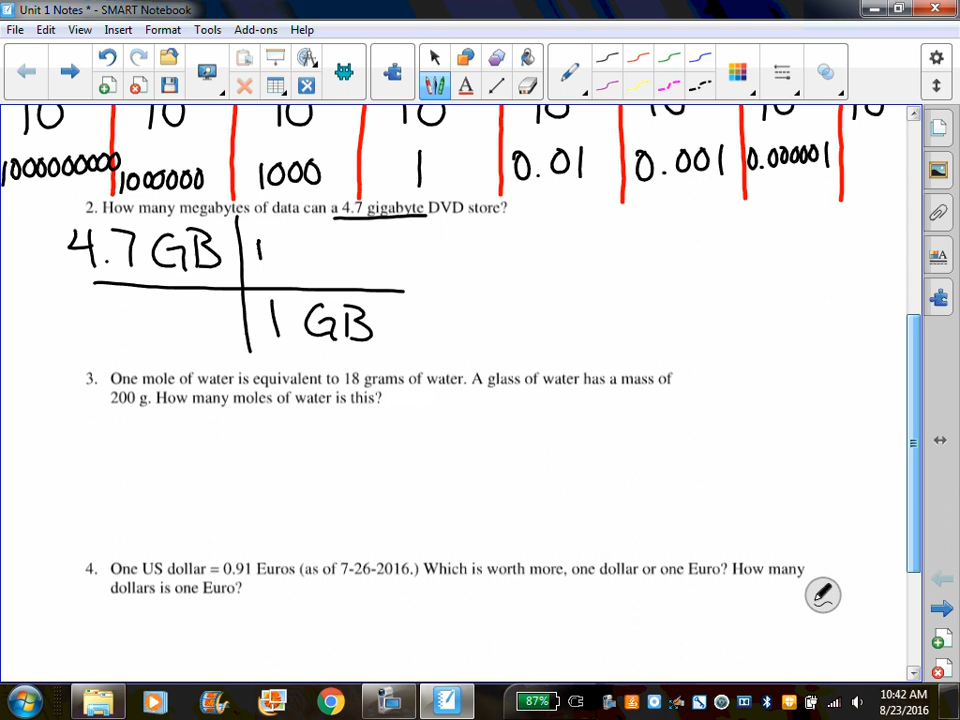 Unit 1 Notes * - SMART Notebook
File Edit View Insert Format Tools Add-ons Help
10 10 10 10 10 10 10 10
1000000000 1000000 1000 1 0.01 0.001 0.000001
2. How many megabytes of data can a 4.7 gigabyte DVD store?
4.7 GB 1
1 GB
3. One mole of water is equivalent to 18 grams of water. A glass of water has a mass of
200 g. How many moles of water is this?
4. One US dollar = 0.91 Euros (as of 7-26-2016.) Which is worth more, one dollar or one Euro? How many
dollars is one Euro?
87%
10:42 AM
8/23/2016